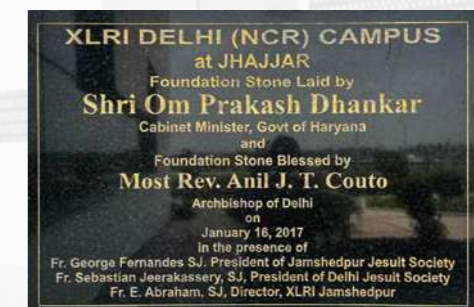 XLRI DELHI (NCR) CAMPUS
at JHAJJAR
Foundation Stone Laid by
Shri Om Prakash Dhankar
Cabinet Minister, Govt of Haryana
and
Foundation Stone Blessed by
Most Rev. Anil J. T. Couto
Archbishop of Delhi
on
January 16, 2017
in the presence of
Fr. George Fernandes SJ. President of Jamshedpur Jesuit Society
Fr. Sebastian Jeerakassery, SJ, President of Delhi Jesuit Society
Fr. E. Abraham, SJ, Director, XLRI Jamshedpur